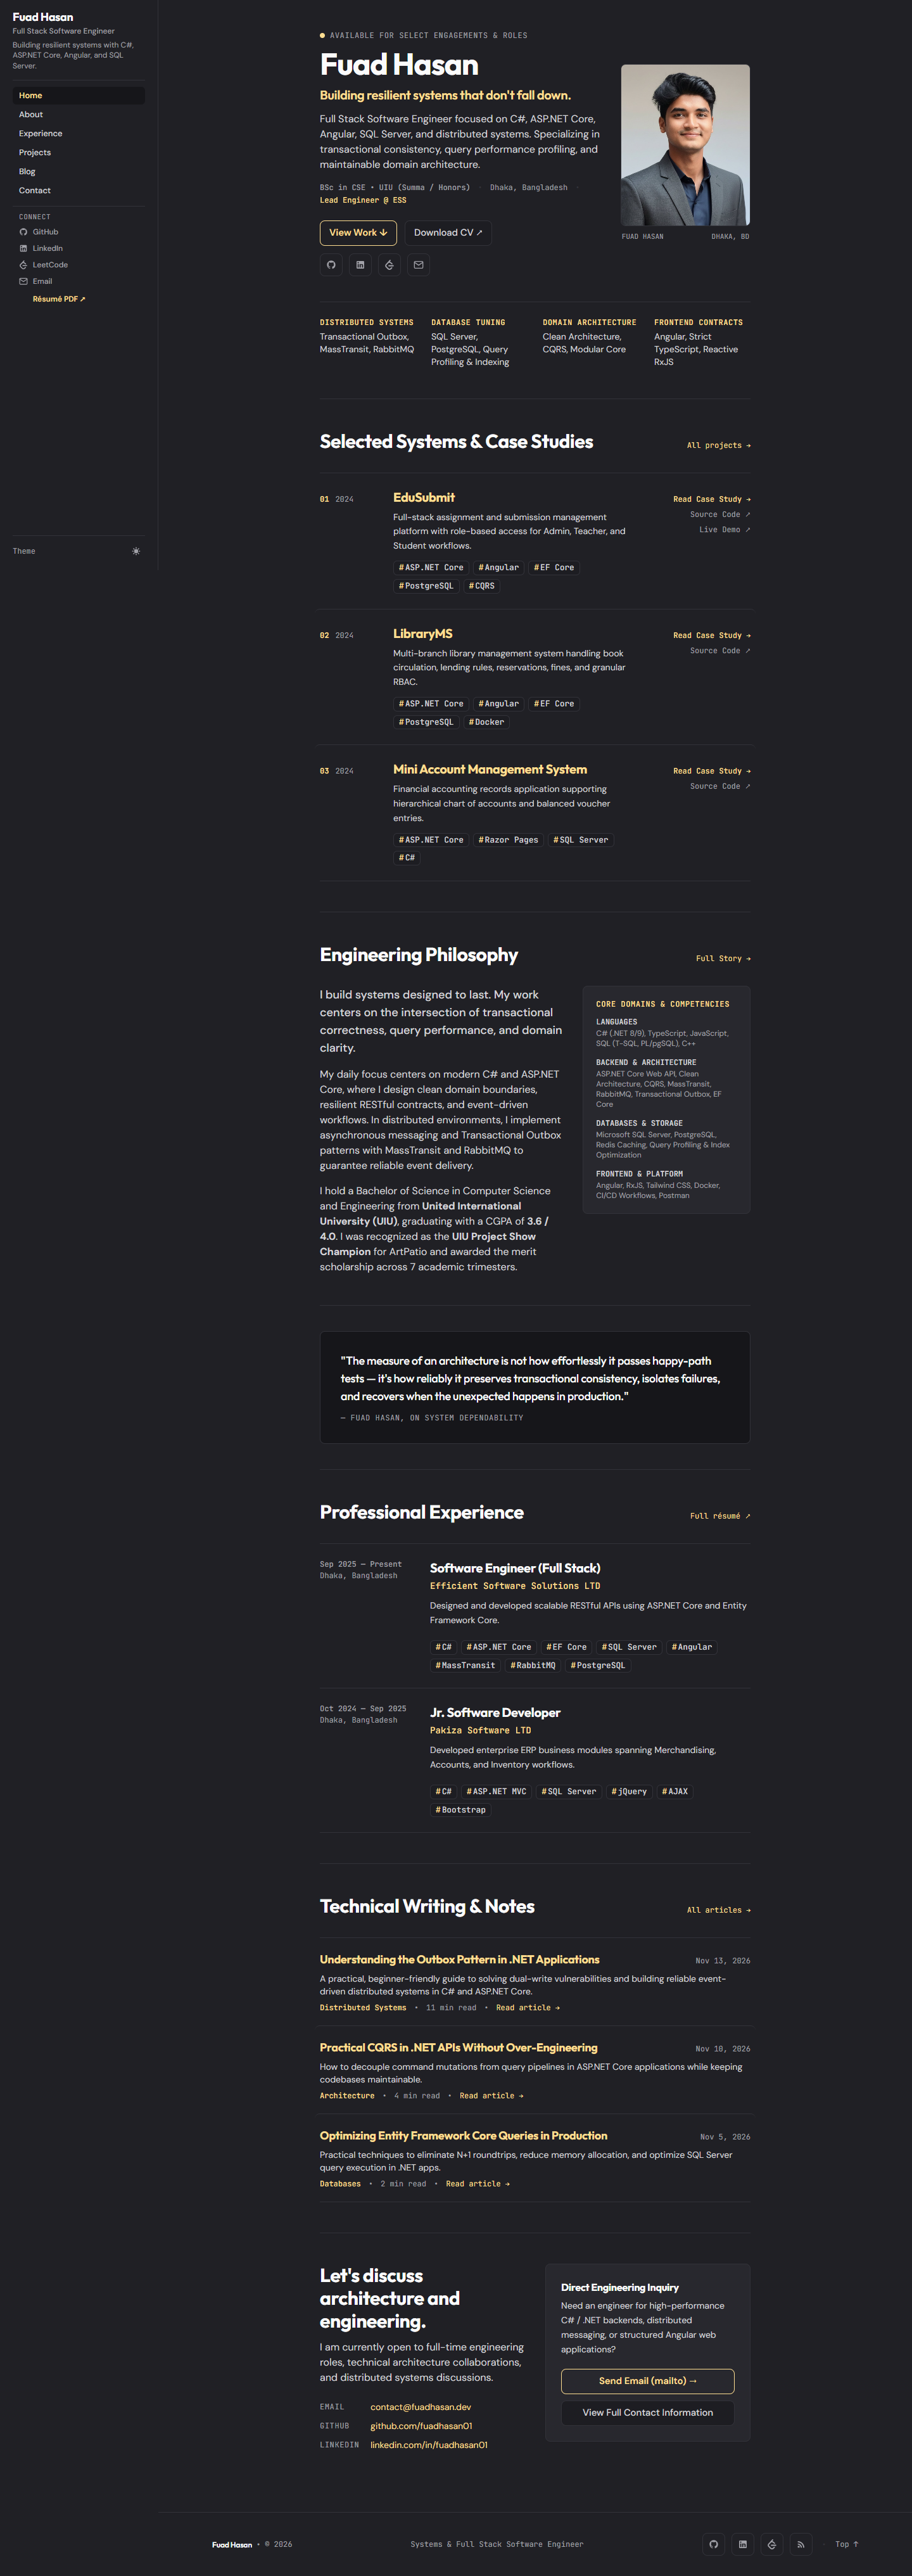 Fuad Hasan
Full Stack Software Engineer
Building resilient systems with C#,
ASP.NET Core, Angular, and SQL
Server.
Home
About
Experience
Projects
Blog
Contact
CONNECT
GitHub
LinkedIn
LeetCode
Email
Résumé PDF ↗
Theme
AVAILABLE FOR SELECT ENGAGEMENTS & ROLES
Fuad Hasan
Building resilient systems that don't fall down.
Full Stack Software Engineer focused on C#, ASP.NET Core,
Angular, SQL Server, and distributed systems. Specializing in
transactional consistency, query performance profiling, and
maintainable domain architecture.
BSc in CSE • UIU (Summa / Honors) · Dhaka, Bangladesh ·
Lead Engineer @ ESS
View Work ↓
Download CV ↗
FUAD HASAN
DHAKA, BD
DISTRIBUTED SYSTEMS
Transactional Outbox,
MassTransit, RabbitMQ
DATABASE TUNING
SQL Server,
PostgreSQL, Query
Profiling & Indexing
DOMAIN ARCHITECTURE
Clean Architecture,
CQRS, Modular Core
FRONTEND CONTRACTS
Angular, Strict
TypeScript, Reactive
RxJS
Selected Systems & Case Studies
All projects →
01 2024
EduSubmit
Full-stack assignment and submission management
platform with role-based access for Admin, Teacher, and
Student workflows.
#ASP.NET Core #Angular #EF Core
#PostgreSQL #CQRS
Read Case Study →
Source Code ↗
Live Demo ↗
02 2024
LibraryMS
Multi-branch library management system handling book
circulation, lending rules, reservations, fines, and granular
RBAC.
#ASP.NET Core #Angular #EF Core
#PostgreSQL #Docker
Read Case Study →
Source Code ↗
03 2024
Mini Account Management System
Financial accounting records application supporting
hierarchical chart of accounts and balanced voucher
entries.
#ASP.NET Core #Razor Pages #SQL Server
#C#
Read Case Study →
Source Code ↗
Engineering Philosophy
Full Story →
I build systems designed to last. My work
centers on the intersection of transactional
correctness, query performance, and domain
clarity.
My daily focus centers on modern C# and ASP.NET
Core, where I design clean domain boundaries,
resilient RESTful contracts, and event-driven
workflows. In distributed environments, I implement
asynchronous messaging and Transactional Outbox
patterns with MassTransit and RabbitMQ to
guarantee reliable event delivery.
I hold a Bachelor of Science in Computer Science
and Engineering from United International
University (UIU), graduating with a CGPA of 3.6 /
4.0. I was recognized as the UIU Project Show
Champion for ArtPatio and awarded the merit
scholarship across 7 academic trimesters.
CORE DOMAINS & COMPETENCIES
LANGUAGES
C# (.NET 8/9), TypeScript, JavaScript,
SQL (T-SQL, PL/pgSQL), C++
BACKEND & ARCHITECTURE
ASP.NET Core Web API, Clean
Architecture, CQRS, MassTransit,
RabbitMQ, Transactional Outbox, EF
Core
DATABASES & STORAGE
Microsoft SQL Server, PostgreSQL,
Redis Caching, Query Profiling & Index
Optimization
FRONTEND & PLATFORM
Angular, RxJS, Tailwind CSS, Docker,
CI/CD Workflows, Postman
"The measure of an architecture is not how effortlessly it passes happy-path
tests — it's how reliably it preserves transactional consistency, isolates failures,
and recovers when the unexpected happens in production."
— FUAD HASAN, ON SYSTEM DEPENDABILITY
Professional Experience
Full résumé ↗
Sep 2025 — Present
Dhaka, Bangladesh
Software Engineer (Full Stack)
Efficient Software Solutions LTD
Designed and developed scalable RESTful APIs using ASP.NET Core and Entity
Framework Core.
#C# #ASP.NET Core #EF Core #SQL Server #Angular
#MassTransit #RabbitMQ #PostgreSQL
Oct 2024 — Sep 2025
Dhaka, Bangladesh
Jr. Software Developer
Pakiza Software LTD
Developed enterprise ERP business modules spanning Merchandising,
Accounts, and Inventory workflows.
#C# #ASP.NET MVC #SQL Server #jQuery #AJAX
#Bootstrap
Technical Writing & Notes
All articles →
Understanding the Outbox Pattern in .NET Applications
Nov 13, 2026
A practical, beginner-friendly guide to solving dual-write vulnerabilities and building reliable event-
driven distributed systems in C# and ASP.NET Core.
Distributed Systems • 11 min read • Read article →
Practical CQRS in .NET APIs Without Over-Engineering
Nov 10, 2026
How to decouple command mutations from query pipelines in ASP.NET Core applications while keeping
codebases maintainable.
Architecture • 4 min read • Read article →
Optimizing Entity Framework Core Queries in Production
Nov 5, 2026
Practical techniques to eliminate N+1 roundtrips, reduce memory allocation, and optimize SQL Server
query execution in .NET apps.
Databases • 2 min read • Read article →
Let's discuss
architecture and
engineering.
I am currently open to full-time engineering
roles, technical architecture collaborations,
and distributed systems discussions.
EMAIL contact@fuadhasan.dev
GITHUB github.com/fuadhasan01
LINKEDIN linkedin.com/in/fuadhasan01
Direct Engineering Inquiry
Need an engineer for high-performance
C# / .NET backends, distributed
messaging, or structured Angular web
applications?
Send Email (mailto) →
View Full Contact Information
Fuad Hasan • © 2026
Systems & Full Stack Software Engineer
Top ↑